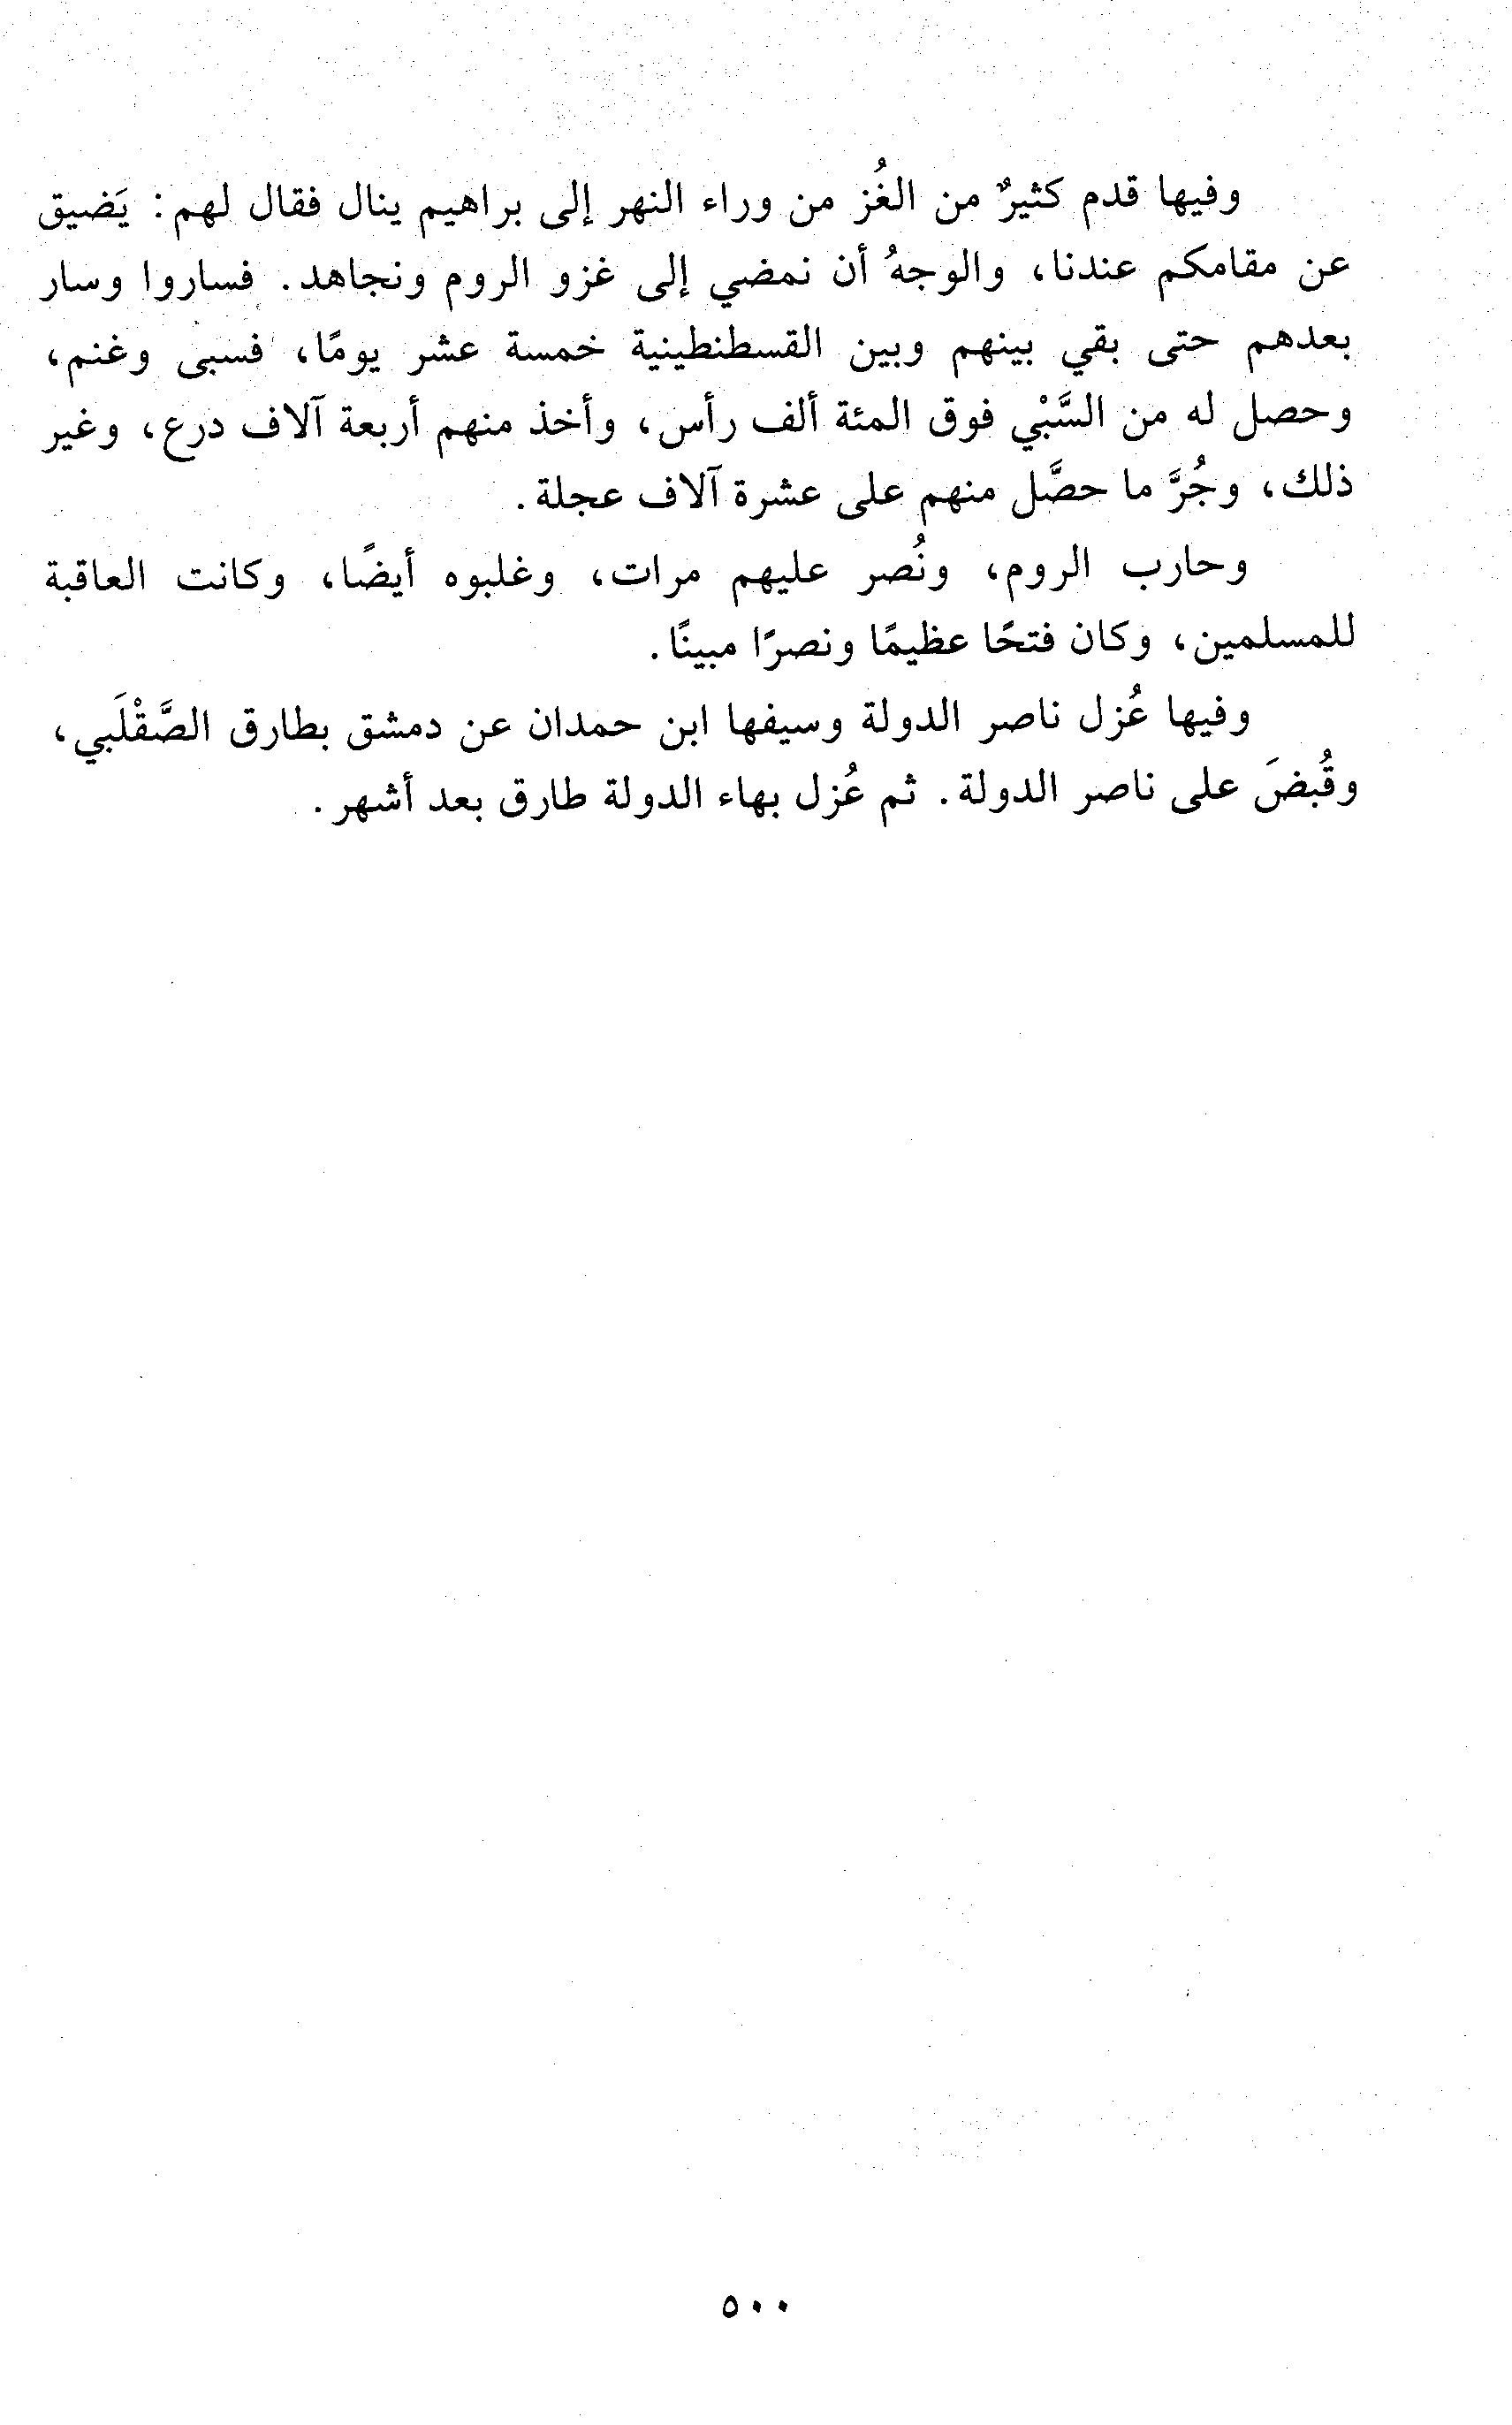 وفيها قدم كثيرٌ من الغُز من وراء النهر إلى براهيم ينال فقال لهم: يَضيق
عن مقامكم عندنا، والوجهُ أن نمضي إلى غزو الروم ونجاهد. فساروا وسار
بعدهم حتى بقي بينهم وبين القسطنطينية خمسة عشر يومًا، فسبى وغنم،
وحصل له من السَّبْي فوق المئة ألف رأس، وأخذ منهم أربعة آلاف درع، وغير
ذلك، وجُرَّ ما حصَّل منهم على عشرة آلاف عجلة.
وحارب الروم، ونُصر عليهم مرات، وغلبوه أيضًا، وكانت العاقبة
للمسلمين، وكان فتحًا عظيمًا ونصرًا مبينًا.
وفيها عُزل ناصر الدولة وسيفها ابن حمدان عن دمشق بطارق الصَّقْلَبي،
وقُبضَ على ناصر الدولة. ثم عُزل بهاء الدولة طارق بعد أشهر.
٥٠٠